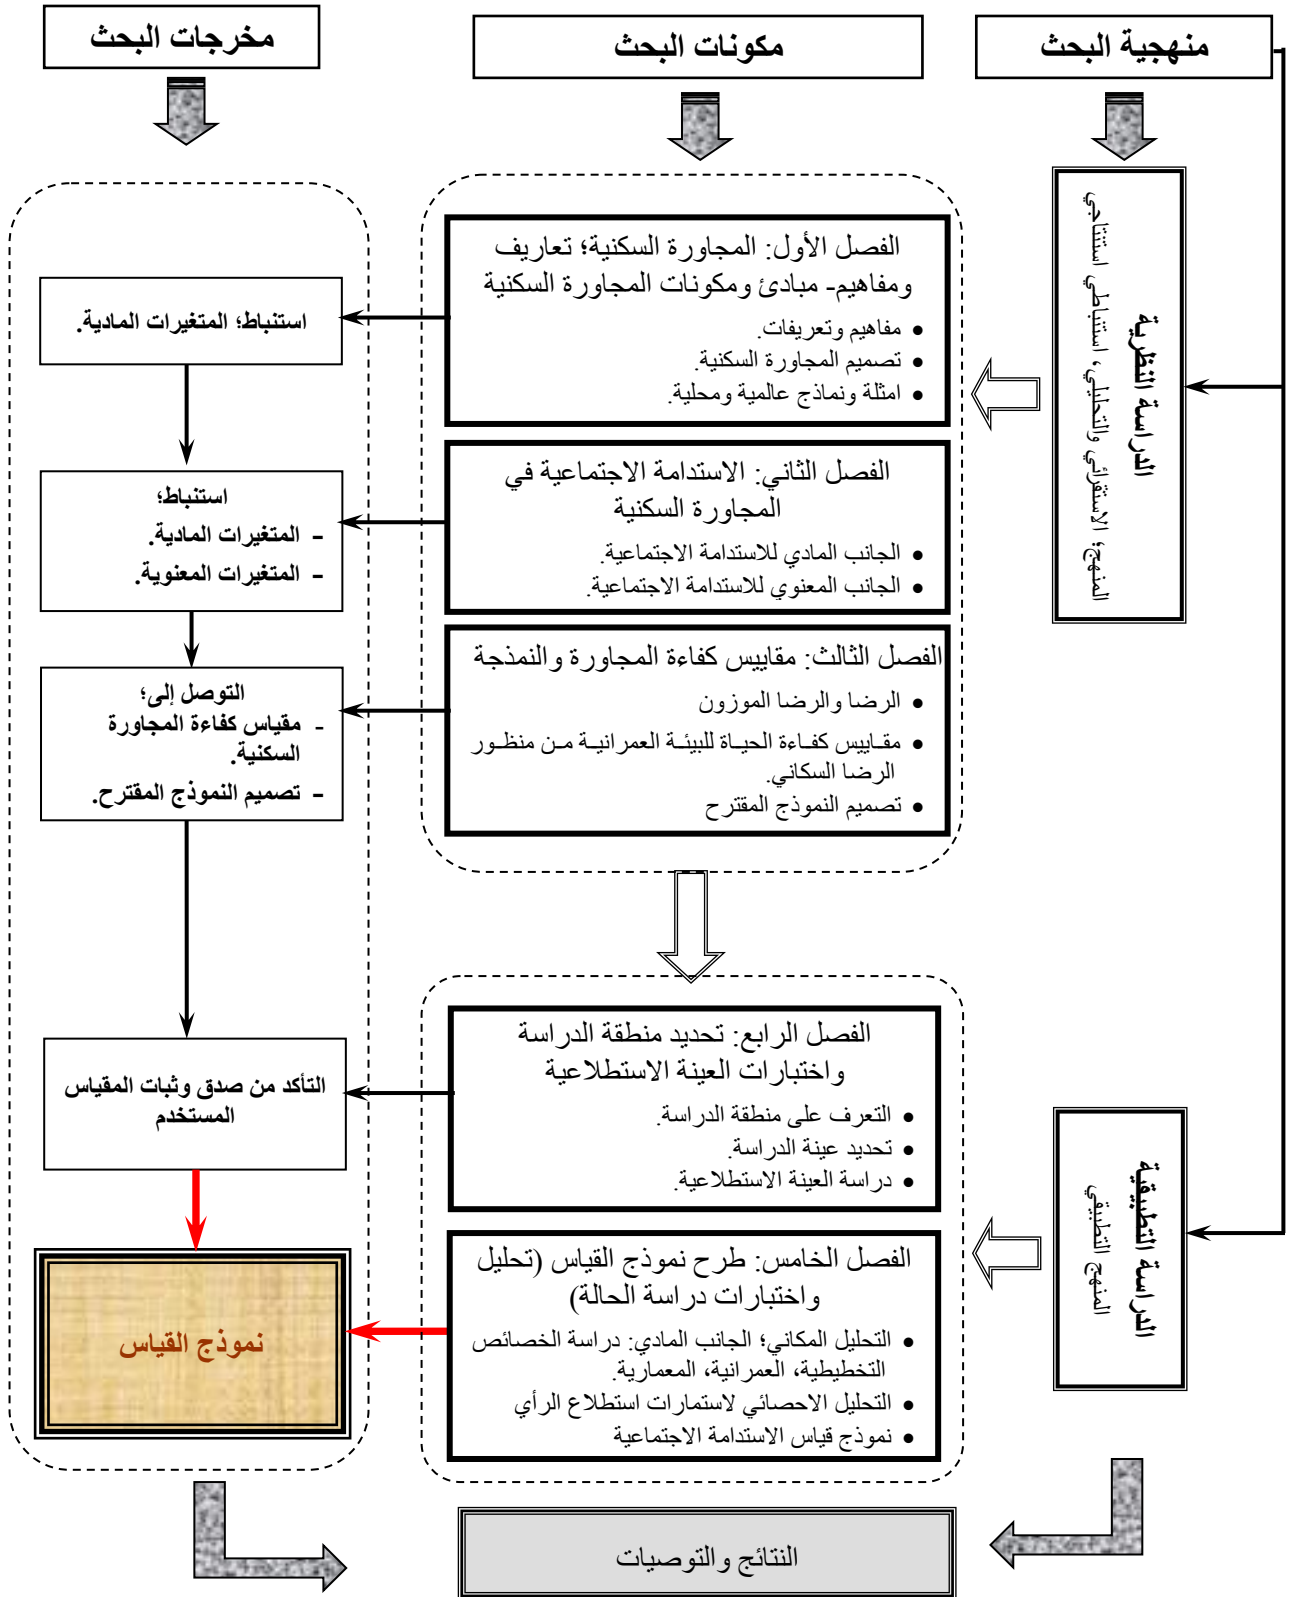 منهجية البحث
مكونات البحث
مخرجات البحث
الدراسة النظرية
المنهج؛ الاستقرائي والتحليلي، استنباطي استنتاجي
الفصل الأول: المجاورة السكنية؛ تعاريف
ومفاهيم- مبادئ ومكونات المجاورة السكنية
• مفاهيم وتعريفات.
• تصميم المجاورة السكنية.
• امثلة ونماذج عالمية ومحلية.
استنباط؛ المتغيرات المادية.
الفصل الثاني: الاستدامة الاجتماعية في
المجاورة السكنية
• الجانب المادي للاستدامة الاجتماعية.
• الجانب المعنوي للاستدامة الاجتماعية.
استنباط؛
- المتغيرات المادية.
- المتغيرات المعنوية.
الفصل الثالث: مقاييس كفاءة المجاورة والنمذجة
• الرضا والرضا الموزون
• مقـاييس كفـاءة الحيـاة للبيئـة العمرانيـة مـن منظـور
الرضا السكاني.
• تصميم النموذج المقترح
التوصل إلى؛
- مقياس كفاءة المجاورة
السكنية.
- تصميم النموذج المقترح.
الدراسة التطبيقية
المنهج التطبيقي
الفصل الرابع: تحديد منطقة الدراسة
واختبارات العينة الاستطلاعية
• التعرف على منطقة الدراسة.
• تحديد عينة الدراسة.
• دراسة العينة الاستطلاعية.
التأكد من صدق وثبات المقياس
المستخدم
الفصل الخامس: طرح نموذج القياس (تحليل
واختبارات دراسة الحالة)
• التحليل المكاني؛ الجانب المادي: دراسة الخصائص
التخطيطية، العمرانية، المعمارية.
• التحليل الاحصائي لاستمارات استطلاع الرأي
• نموذج قياس الاستدامة الاجتماعية
نموذج القياس
النتائج والتوصيات